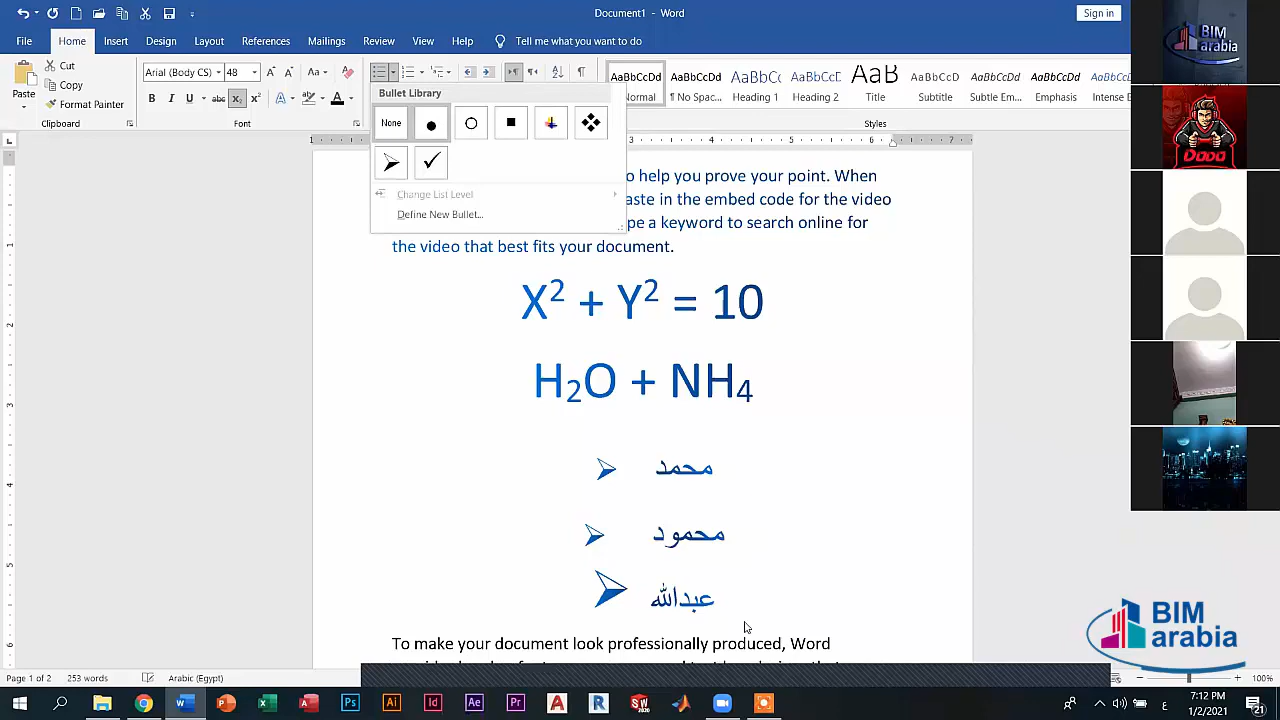 Document1 - Word
Sign in
File Home Insert Design Layout References Mailings Review View Help Tell me what you want to do
Cut
Copy
Format Painter
Paste
Clipboard
Arial (Body CS) 48
Bullet Library
None
Change List Level
Define New Bullet...
AaBbCcDd AaBbCcDd AaBbC AaBbCcC AaB AaBbCcD AaBbCcDd AaBbCcDd AaBbCcDd
Normal ¶ No Spac... Heading 1 Heading 2 Title Subtitle Subtle Em... Emphasis Intense E
Styles
o help you prove your point. When
aste in the embed code for the video
pe a keyword to search online for
the video that best fits your document.
X² + Y² = 10
H₂O + NH₄
محمد
محمود
عبدالله
To make your document look professionally produced, Word
Page 1 of 2 253 words Arabic (Egypt)
100%
7:12 PM
1/2/2021
21
BIM
arabia
DODO
BIM
arabia